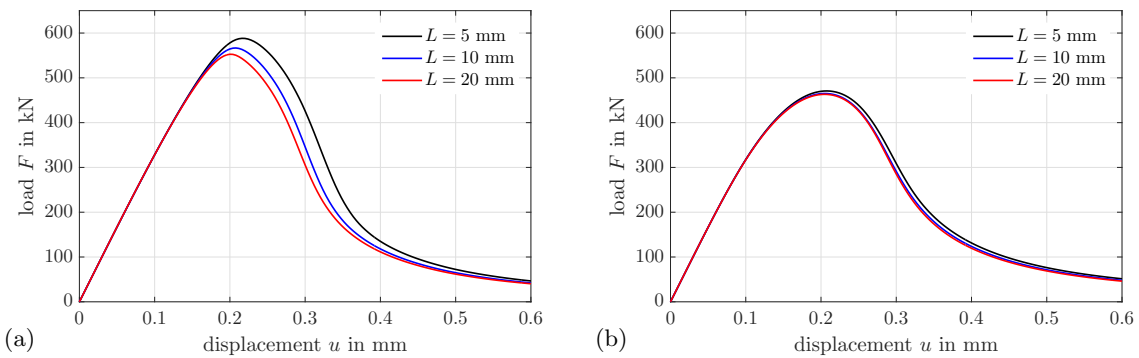 600
500
400
300
200
100
0
load F in kN
L = 5 mm
L = 10 mm
L = 20 mm
0 0.1 0.2 0.3 0.4 0.5 0.6
displacement u in mm
(a)
600
500
400
300
200
100
0
load F in kN
L = 5 mm
L = 10 mm
L = 20 mm
0 0.1 0.2 0.3 0.4 0.5 0.6
displacement u in mm
(b)